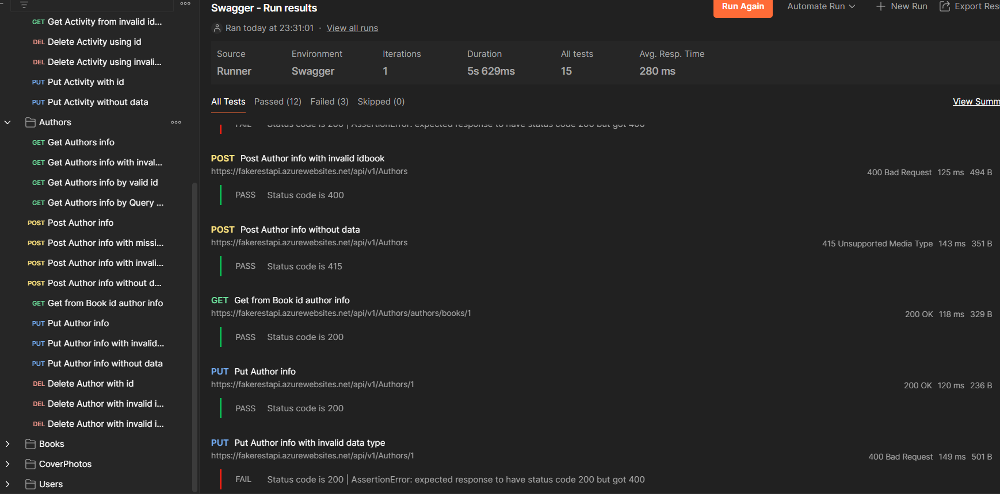 GET Get Activity from invalid id...
DEL Delete Activity using id
DEL Delete Activity using invali...
PUT Put Activity with id
PUT Put Activity without data
Authors
GET Get Authors info
GET Get Authors info with inval...
GET Get Authors info by valid id
GET Get Authors info by Query ...
POST Post Author info
POST Post Author info with missi...
POST Post Author info with invali...
POST Post Author info without d...
GET Get from Book id author info
PUT Put Author info
PUT Put Author info with invalid...
PUT Put Author info without data
DEL Delete Author with id
DEL Delete Author with invalid i...
DEL Delete Author with invalid i...
Books
CoverPhotos
Users
Swagger - Run results
Run Again Automate Run New Run Export Res
Ran today at 23:31:01 · View all runs
Source Environment Iterations Duration All tests Avg. Resp. Time
Runner Swagger 1 5s 629ms 15 280 ms
All Tests Passed (12) Failed (3) Skipped (0) View Summ
FAIL Status code is 200 | AssertionError: expected response to have status code 200 but got 400
POST Post Author info with invalid idbook
https://fakerestapi.azurewebsites.net/api/v1/Authors
400 Bad Request 125 ms 494 B
PASS Status code is 400
POST Post Author info without data
https://fakerestapi.azurewebsites.net/api/v1/Authors
415 Unsupported Media Type 143 ms 351 B
PASS Status code is 415
GET Get from Book id author info
https://fakerestapi.azurewebsites.net/api/v1/Authors/authors/books/1
200 OK 118 ms 329 B
PASS Status code is 200
PUT Put Author info
https://fakerestapi.azurewebsites.net/api/v1/Authors/1
200 OK 120 ms 236 B
PASS Status code is 200
PUT Put Author info with invalid data type
https://fakerestapi.azurewebsites.net/api/v1/Authors/1
400 Bad Request 149 ms 501 B
FAIL Status code is 200 | AssertionError: expected response to have status code 200 but got 400